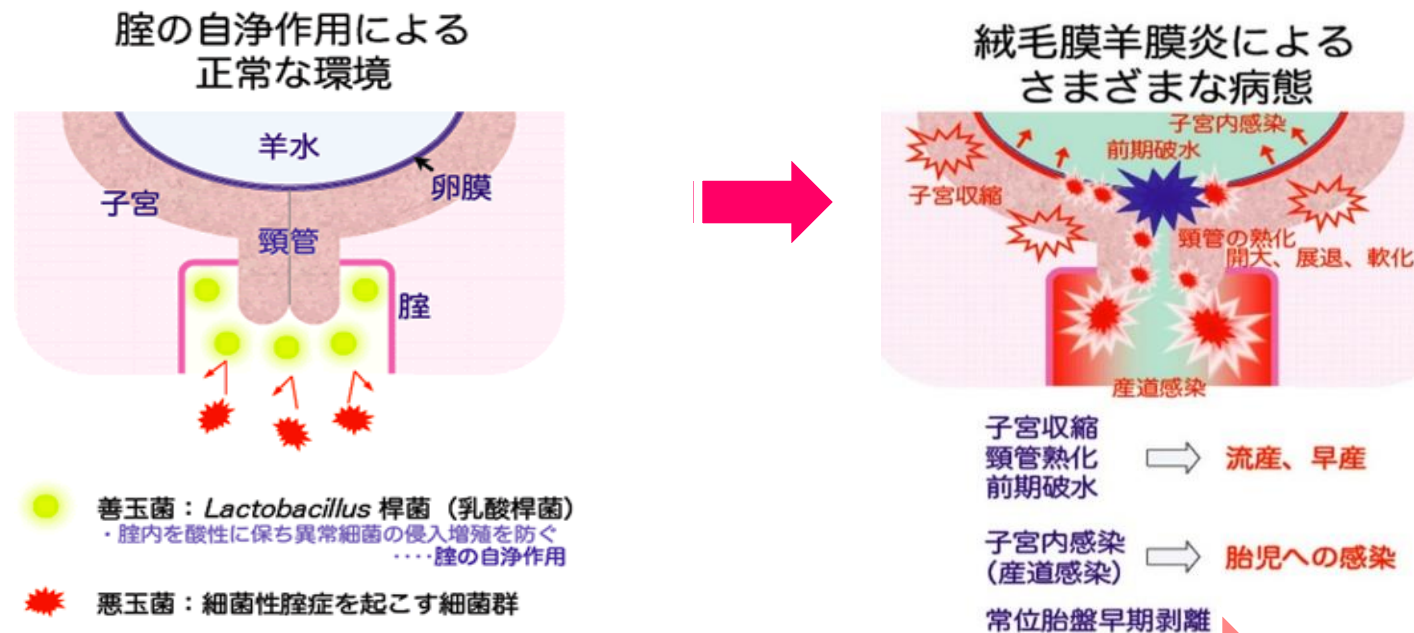 腟の自浄作用による
正常な環境
羊水
卵膜
子宮
頸管
腟
善玉菌：Lactobacillus 桿菌（乳酸桿菌）
・腟内を酸性に保ち異常細菌の侵入増殖を防ぐ
‥‥腟の自浄作用
悪玉菌：細菌性腟症を起こす細菌群
絨毛膜羊膜炎による
さまざまな病態
子宮内感染
前期破水
子宮収縮
頸管の熟化
開大、展退、軟化
産道感染
子宮収縮
頸管熟化
前期破水
流産、早産
子宮内感染
（産道感染）
胎児への感染
常位胎盤早期剥離